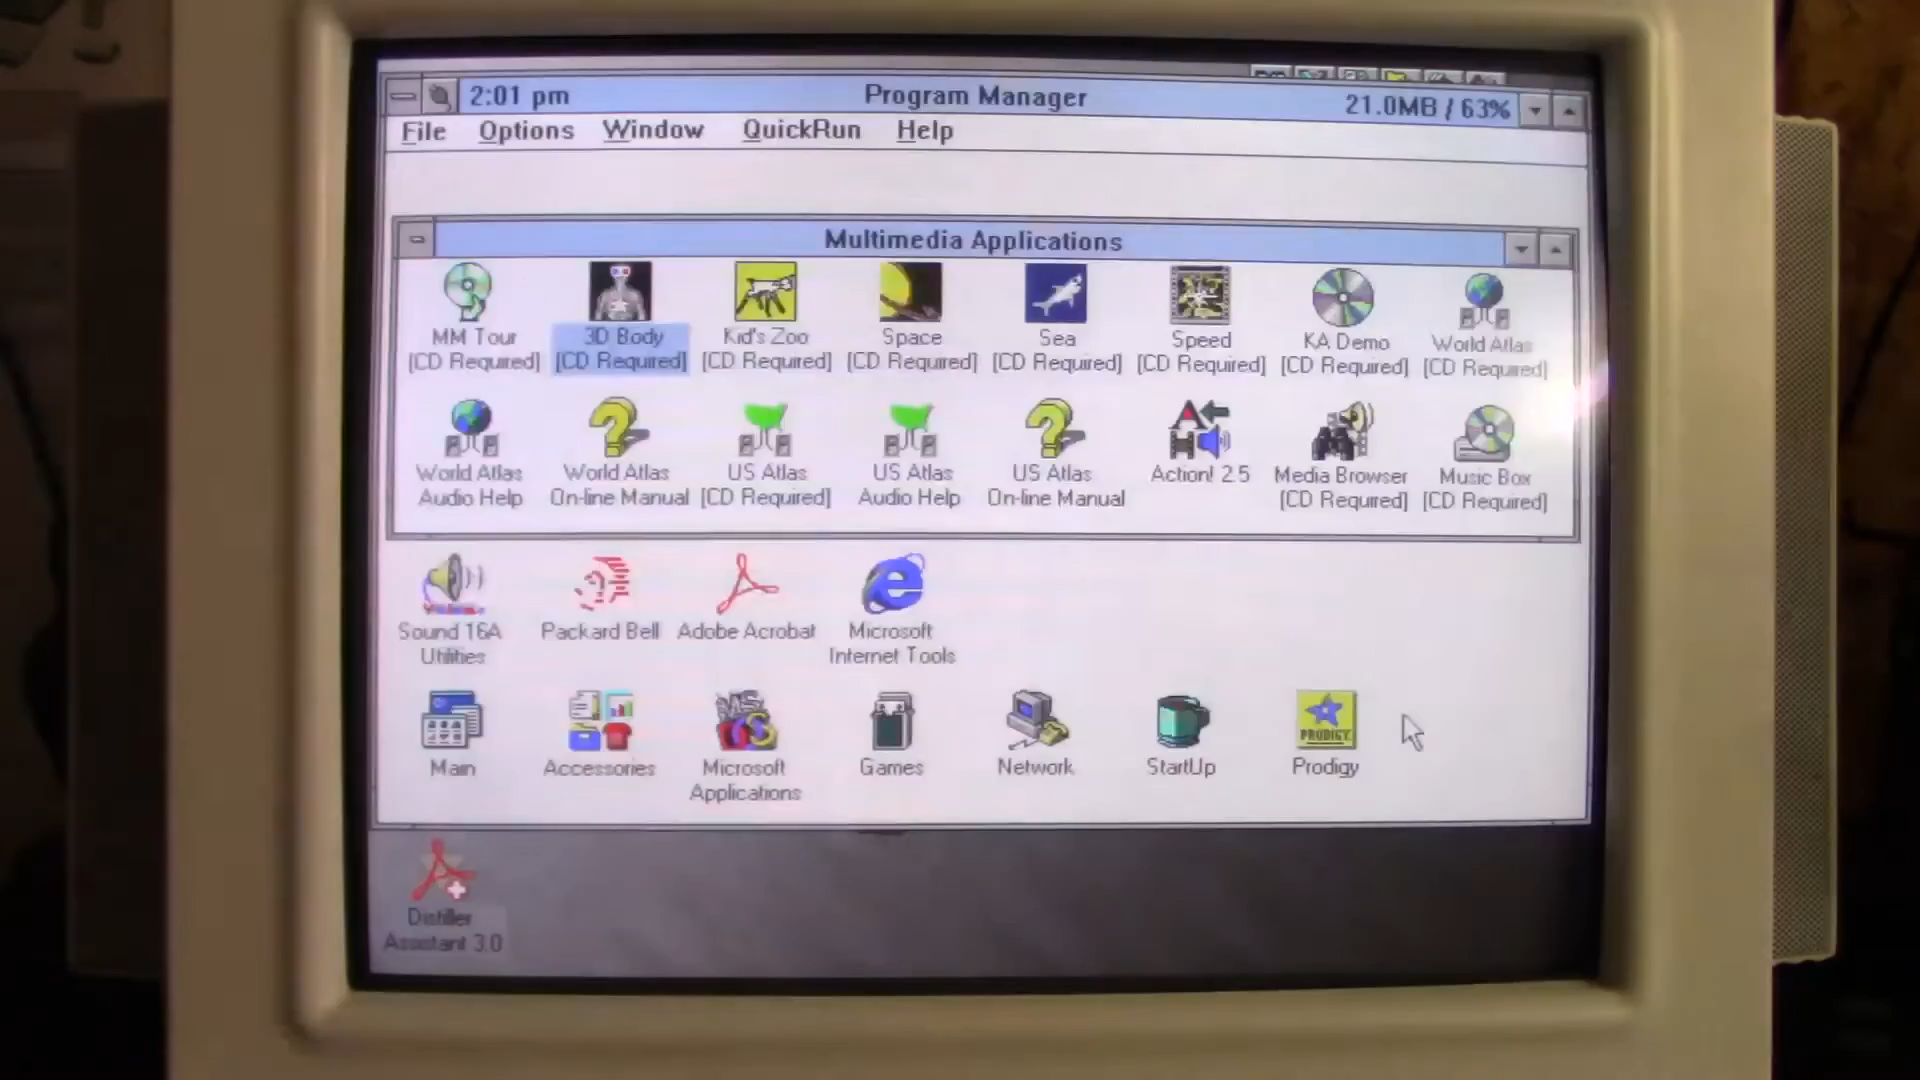 2:01 pm Program Manager 21.0MB / 63%
File Options Window QuickRun Help
Multimedia Applications
MM Tour 3D Body Kid's Zoo Space Sea Speed KA Demo World Atlas
[CD Required] [CD Required] [CD Required] [CD Required] [CD Required] [CD Required] [CD Required] [CD Required]
World Atlas World Atlas US Atlas US Atlas US Atlas Action! 2.5 Media Browser Music Box
Audio Help On-line Manual [CD Required] Audio Help On-line Manual [CD Required] [CD Required]
Sound 16A Packard Bell Adobe Acrobat Microsoft
Utilities Internet Tools
MS
PRODIGY
Main Accessories Microsoft Games Network StartUp Prodigy
Applications
Distiller
Assistant 3.0